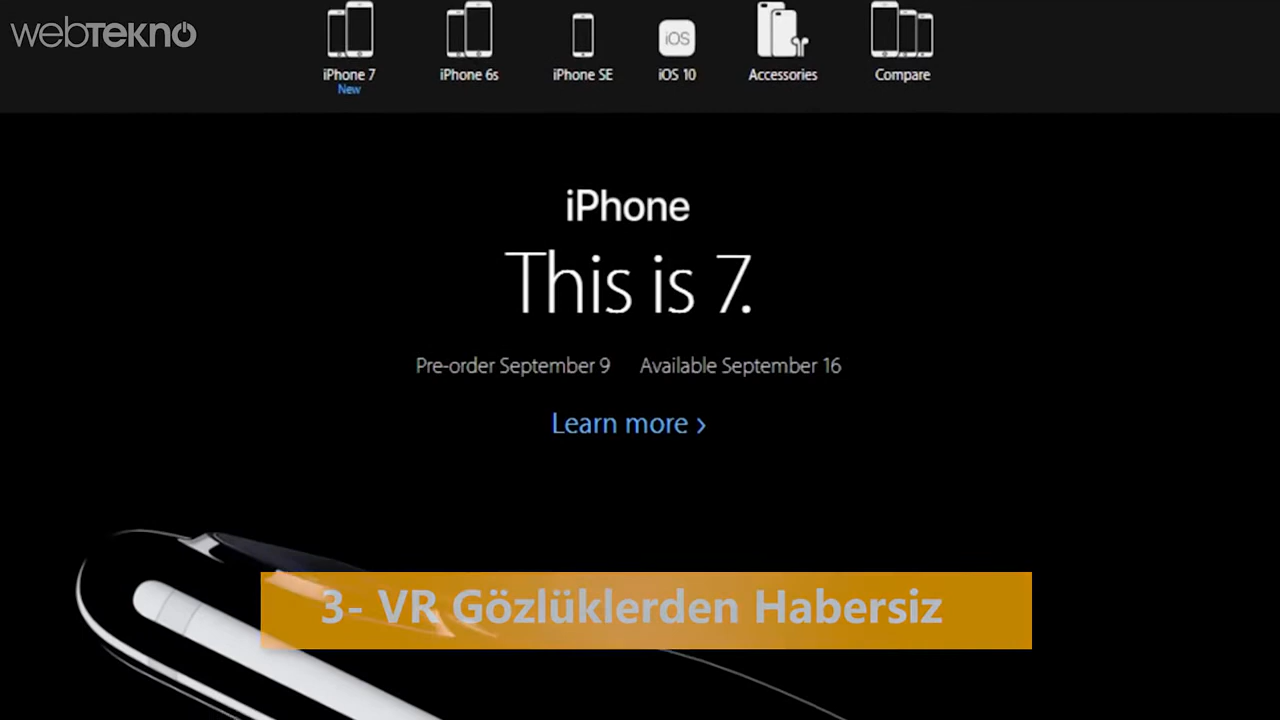 webTEKNO
iPhone 7
New
iPhone 6s
iPhone SE
iOS
iOS 10
Accessories
Compare
iPhone
This is 7.
Pre-order September 9 Available September 16
Learn more >
3- VR Gözlüklerden Habersiz